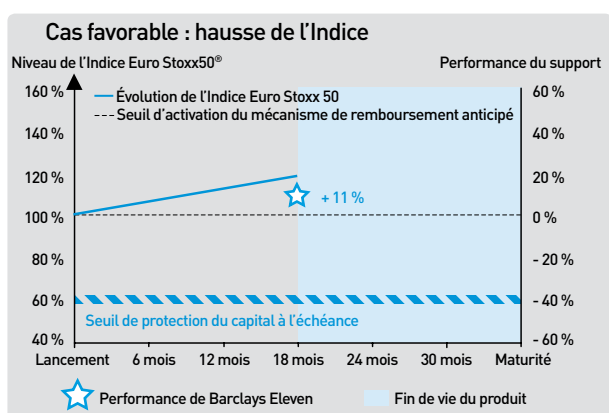 Cas favorable : hausse de l'Indice
Niveau de l'Indice Euro Stoxx50®
Performance du support
160 %
60 %
Évolution de l'Indice Euro Stoxx 50
Seuil d'activation du mécanisme de remboursement anticipé
140 %
40 %
120 %
20 %
+ 11 %
100 %
0 %
80 %
- 20 %
60 %
- 40 %
Seuil de protection du capital à l'échéance
40 %
- 60 %
Lancement 6 mois 12 mois 18 mois 24 mois 30 mois Maturité
Performance de Barclays Eleven
Fin de vie du produit